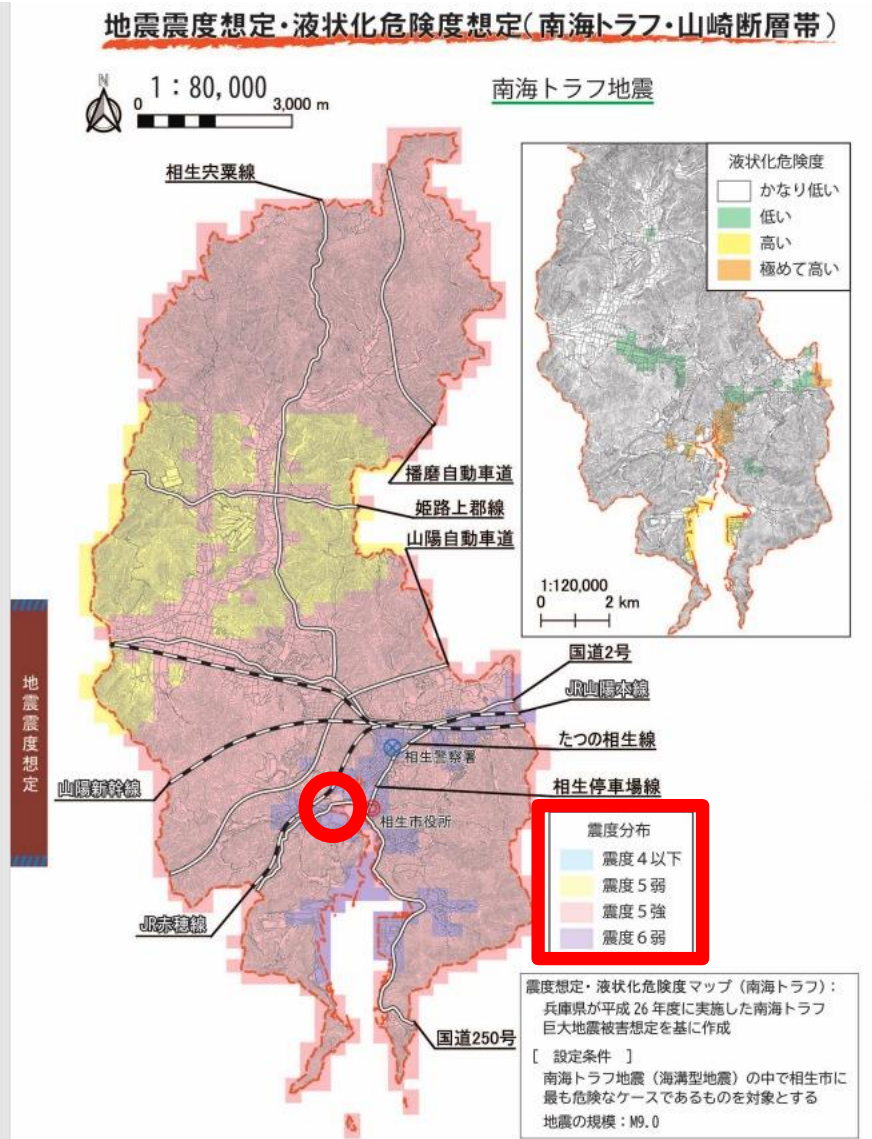 地震震度想定・液状化危険度想定(南海トラフ・山崎断層帯)
N
1:80,000
0 3,000 m
南海トラフ地震
相生宍粟線
液状化危険度
かなり低い
低い
高い
極めて高い
播磨自動車道
姫路上郡線
山陽自動車道
1:120,000
0 2 km
国道2号
JR山陽本線
たつの相生線
相生警察署
相生停車場線
相生市役所
地震震度想定
山陽新幹線
JR赤穂線
国道250号
震度分布
震度4以下
震度5弱
震度5強
震度6弱
震度想定・液状化危険度マップ(南海トラフ):
兵庫県が平成26年度に実施した南海トラフ
巨大地震被害想定を基に作成
[ 設定条件 ]
南海トラフ地震(海溝型地震)の中で相生市に
最も危険なケースであるものを対象とする
地震の規模:M9.0